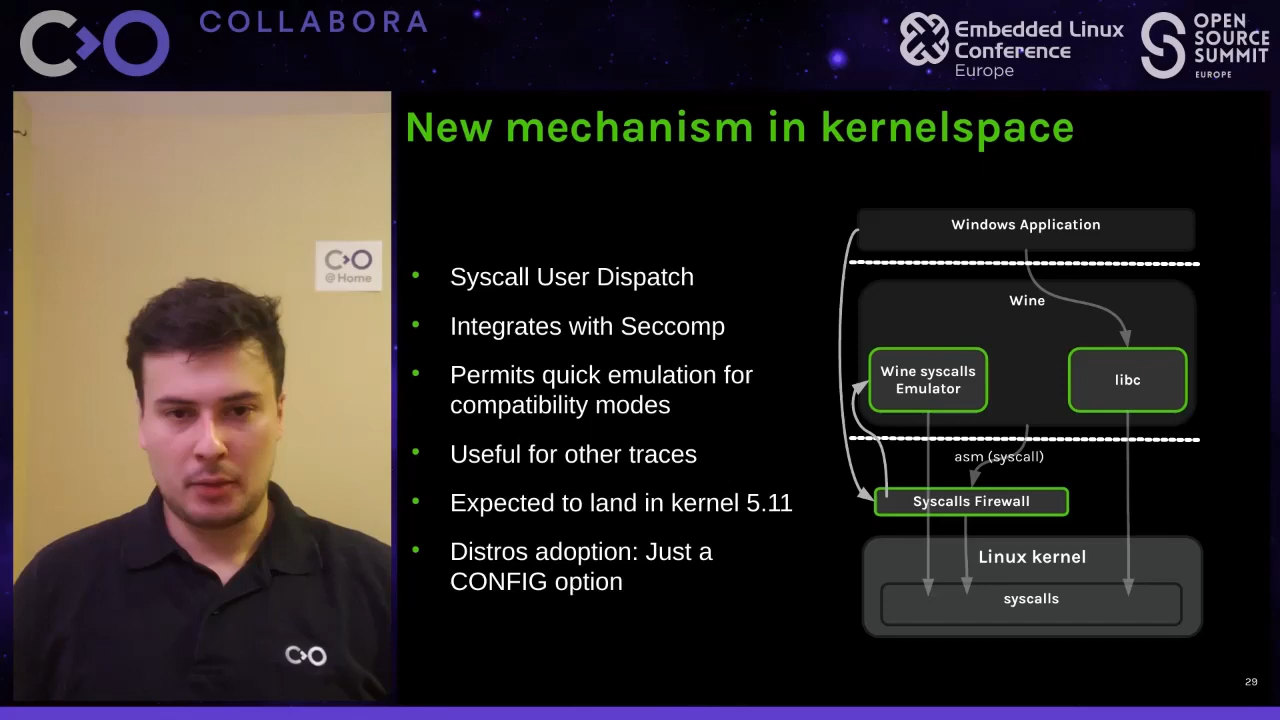 COLLABORA
Embedded Linux
Conference
Europe
OPEN
SOURCE
SUMMIT
EUROPE
@Home
New mechanism in kernelspace
• Syscall User Dispatch
• Integrates with Seccomp
• Permits quick emulation for
compatibility modes
• Useful for other traces
• Expected to land in kernel 5.11
• Distros adoption: Just a
CONFIG option
Windows Application
Wine
Wine syscalls
Emulator
libc
asm (syscall)
Syscalls Firewall
Linux kernel
syscalls
29